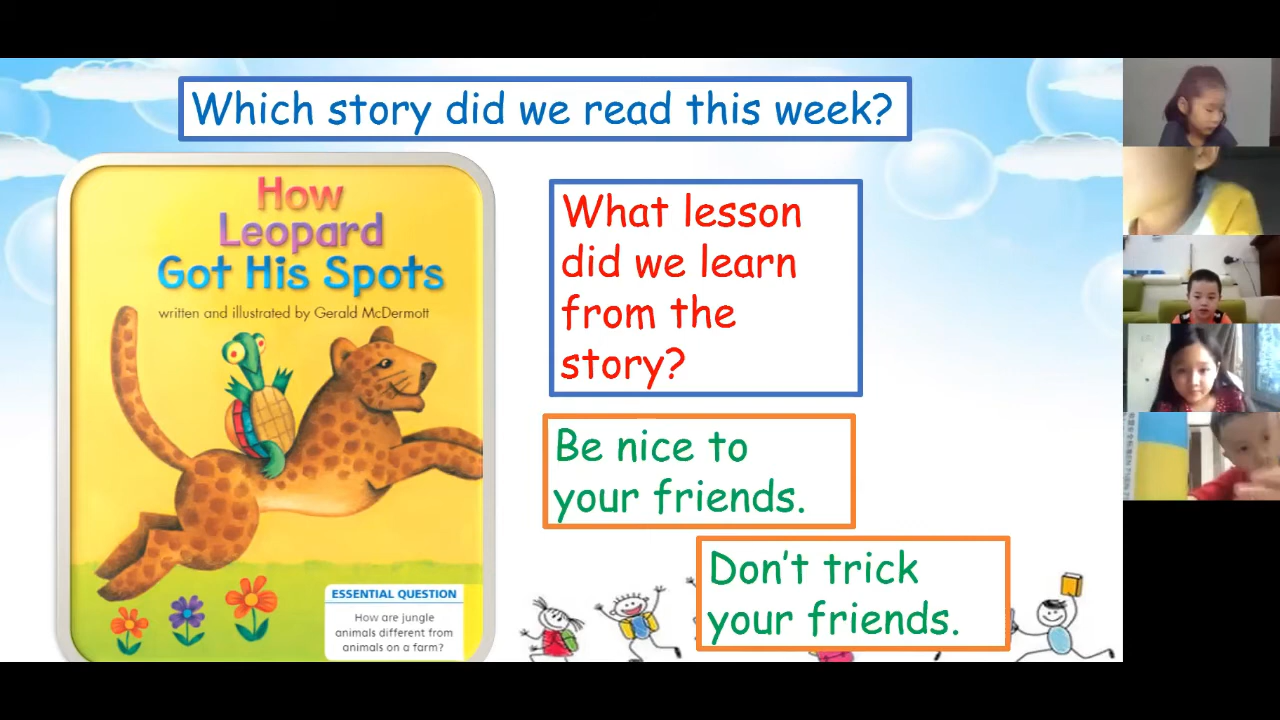 Which story did we read this week?
How
Leopard
Got His Spots
written and illustrated by Gerald McDermott
ESSENTIAL QUESTION
How are jungle
animals different from
animals on a farm?
What lesson
did we learn
from the
story?
Be nice to
your friends.
Don't trick
your friends.